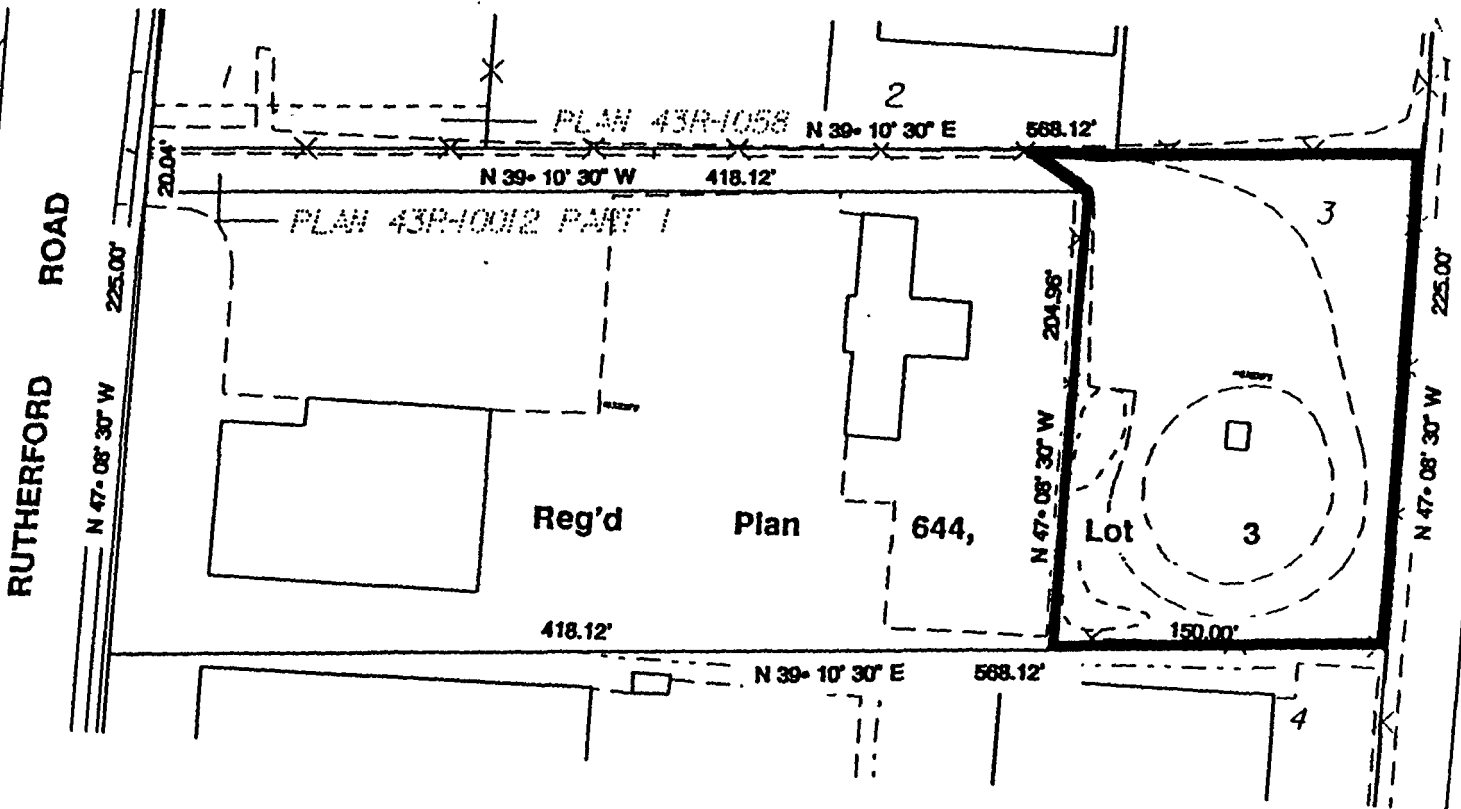 2
PLAN 43R-1058
N 39° 10' 30" E 568.12'
20.04'
N 39° 10' 30" W 418.12'
PLAN 43R-10012 PART 1
3
ROAD
225.00'
204.96'
225.00'
RUTHERFORD
N 47° 08' 30" W
N 47° 08' 30" W
N 47° 08' 30" W
Reg'd Plan 644, Lot 3
418.12'
150.00'
N 39° 10' 30" E 568.12'
4